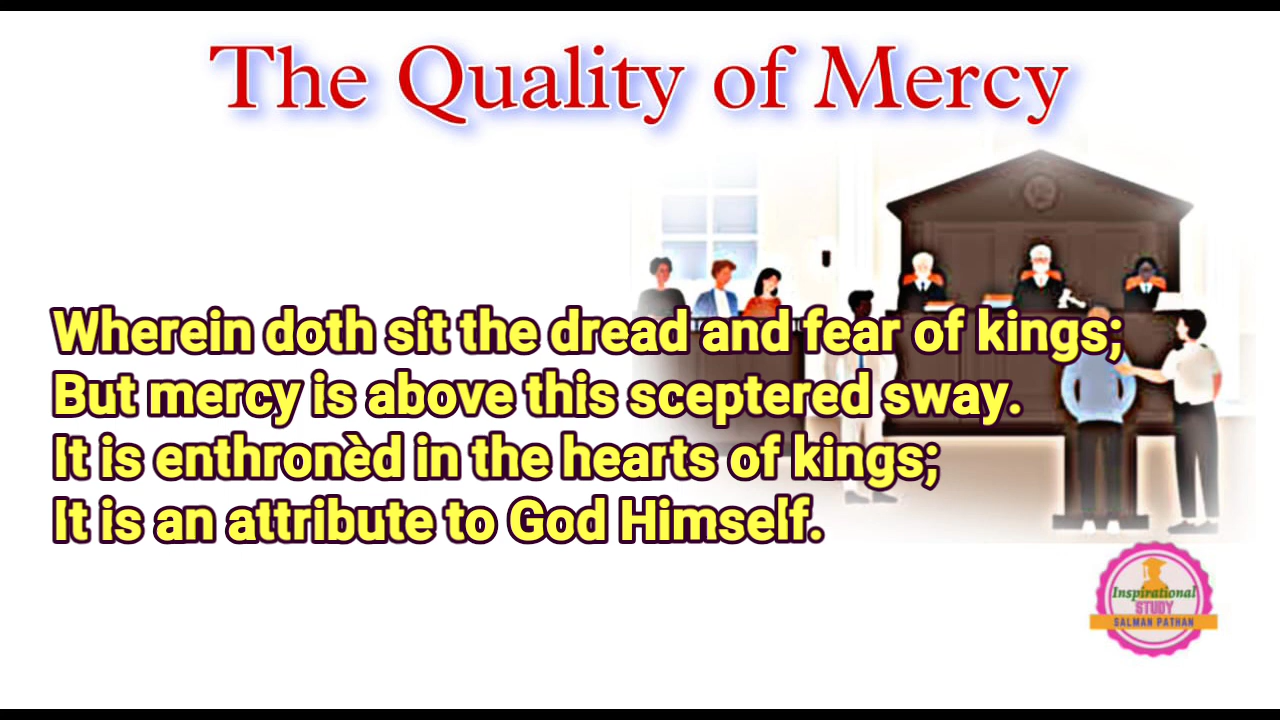 The Quality of Mercy
Wherein doth sit the dread and fear of kings;
But mercy is above this sceptered sway.
It is enthronèd in the hearts of kings;
It is an attribute to God Himself.
Inspirational
STUDY
SALMAN PATHAN